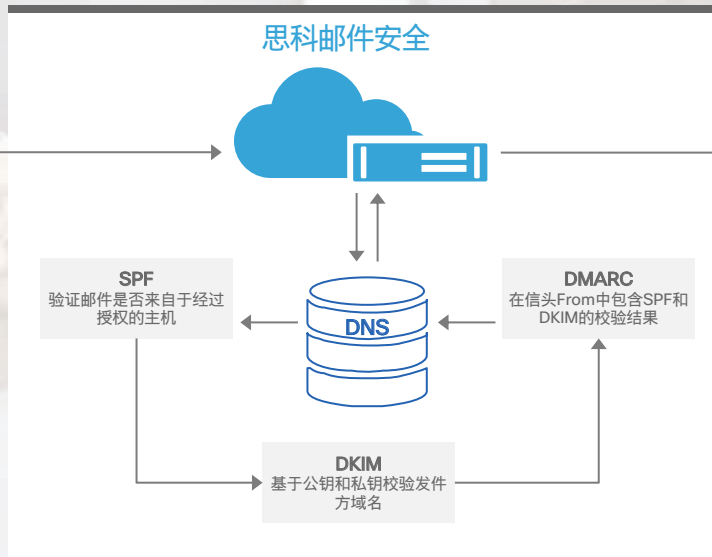 思科邮件安全
SPF
验证邮件是否来自于经过
授权的主机
DNS
DMARC
在信头From中包含SPF和
DKIM的校验结果
DKIM
基于公钥和私钥校验发件
方域名